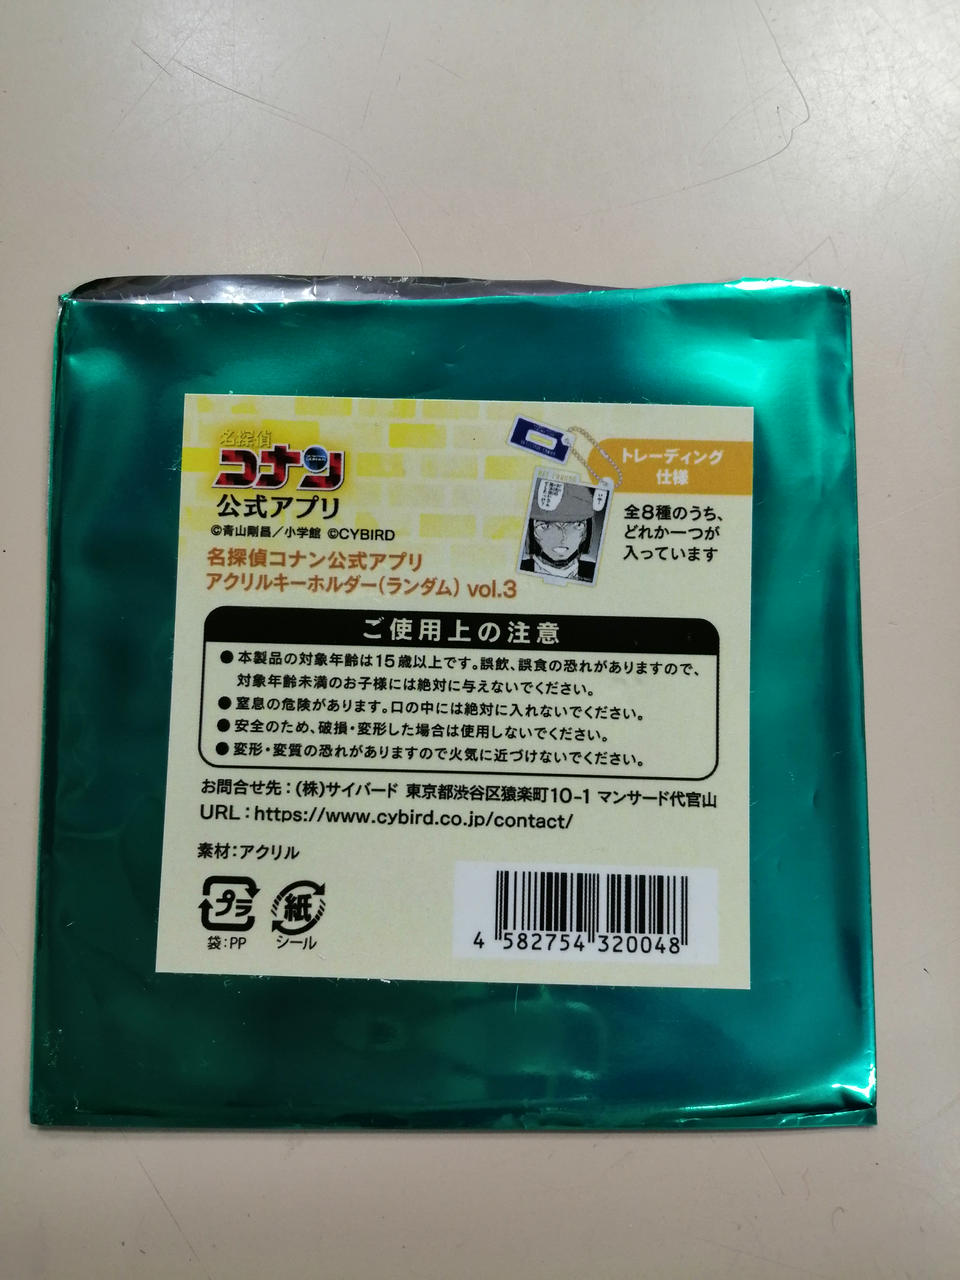 名探偵
コナン
公式アプリ
©青山剛昌／小学館 ©CYBIRD
名探偵コナン公式アプリ
アクリルキーホルダー（ランダム） vol.3
トレーディング
仕様
全8種のうち、
どれか一つが
入っています
ご使用上の注意
●本製品の対象年齢は15歳以上です。誤飲、誤食の恐れがありますので、
対象年齢未満のお子様には絶対に与えないでください。
●窒息の危険があります。口の中には絶対に入れないでください。
●安全のため、破損・変形した場合は使用しないでください。
●変形・変質の恐れがありますので火気に近づけないでください。
お問合せ先：（株）サイバード 東京都渋谷区猿楽町10-1 マンサード代官山
URL：https://www.cybird.co.jp/contact/
素材：アクリル
プラ
紙
袋：PP
シール
4 582754 320048